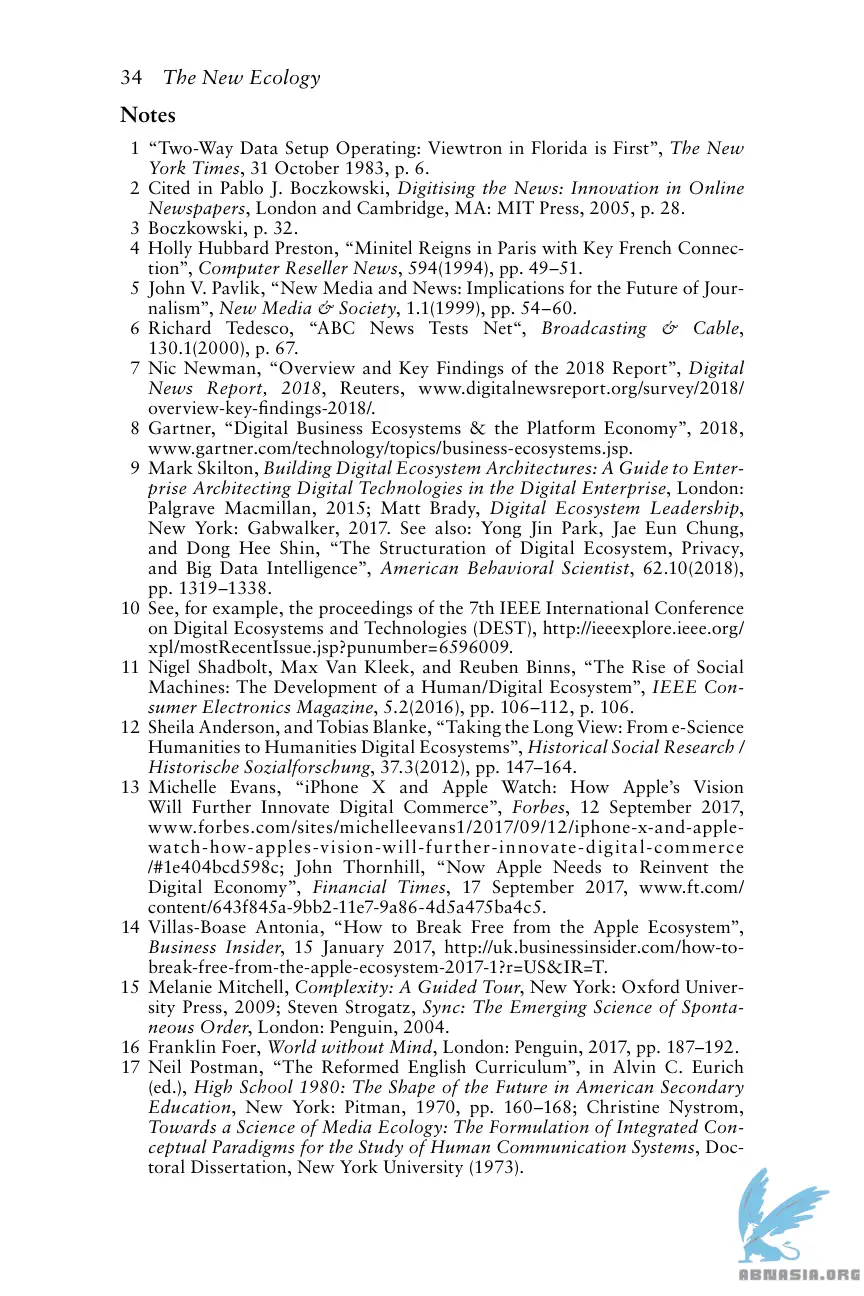 34 The New Ecology
Notes
1 “Two-Way Data Setup Operating: Viewtron in Florida is First”, The New
York Times, 31 October 1983, p. 6.
2 Cited in Pablo J. Boczkowski, Digitising the News: Innovation in Online
Newspapers, London and Cambridge, MA: MIT Press, 2005, p. 28.
3 Boczkowski, p. 32.
4 Holly Hubbard Preston, “Minitel Reigns in Paris with Key French Connec-
tion”, Computer Reseller News, 594(1994), pp. 49–51.
5 John V. Pavlik, “New Media and News: Implications for the Future of Jour-
nalism”, New Media & Society, 1.1(1999), pp. 54–60.
6 Richard Tedesco, “ABC News Tests Net“, Broadcasting & Cable,
130.1(2000), p. 67.
7 Nic Newman, “Overview and Key Findings of the 2018 Report”, Digital
News Report, 2018, Reuters, www.digitalnewsreport.org/survey/2018/
overview-key-findings-2018/.
8 Gartner, “Digital Business Ecosystems & the Platform Economy”, 2018,
www.gartner.com/technology/topics/business-ecosystems.jsp.
9 Mark Skilton, Building Digital Ecosystem Architectures: A Guide to Enter-
prise Architecting Digital Technologies in the Digital Enterprise, London:
Palgrave Macmillan, 2015; Matt Brady, Digital Ecosystem Leadership,
New York: Gabwalker, 2017. See also: Yong Jin Park, Jae Eun Chung,
and Dong Hee Shin, “The Structuration of Digital Ecosystem, Privacy,
and Big Data Intelligence”, American Behavioral Scientist, 62.10(2018),
pp. 1319–1338.
10 See, for example, the proceedings of the 7th IEEE International Conference
on Digital Ecosystems and Technologies (DEST), http://ieeexplore.ieee.org/
xpl/mostRecentIssue.jsp?punumber=6596009.
11 Nigel Shadbolt, Max Van Kleek, and Reuben Binns, “The Rise of Social
Machines: The Development of a Human/Digital Ecosystem”, IEEE Con-
sumer Electronics Magazine, 5.2(2016), pp. 106–112, p. 106.
12 Sheila Anderson, and Tobias Blanke, “Taking the Long View: From e-Science
Humanities to Humanities Digital Ecosystems”, Historical Social Research /
Historische Sozialforschung, 37.3(2012), pp. 147–164.
13 Michelle Evans, “iPhone X and Apple Watch: How Apple’s Vision
Will Further Innovate Digital Commerce”, Forbes, 12 September 2017,
www.forbes.com/sites/michelleevans1/2017/09/12/iphone-x-and-apple-
watch-how-apples-vision-will-further-innovate-digital-commerce
/#1e404bcd598c; John Thornhill, “Now Apple Needs to Reinvent the
Digital Economy”, Financial Times, 17 September 2017, www.ft.com/
content/643f845a-9bb2-11e7-9a86-4d5a475ba4c5.
14 Villas-Boase Antonia, “How to Break Free from the Apple Ecosystem”,
Business Insider, 15 January 2017, http://uk.businessinsider.com/how-to-
break-free-from-the-apple-ecosystem-2017-1?r=US&IR=T.
15 Melanie Mitchell, Complexity: A Guided Tour, New York: Oxford Univer-
sity Press, 2009; Steven Strogatz, Sync: The Emerging Science of Sponta-
neous Order, London: Penguin, 2004.
16 Franklin Foer, World without Mind, London: Penguin, 2017, pp. 187–192.
17 Neil Postman, “The Reformed English Curriculum”, in Alvin C. Eurich
(ed.), High School 1980: The Shape of the Future in American Secondary
Education, New York: Pitman, 1970, pp. 160–168; Christine Nystrom,
Towards a Science of Media Ecology: The Formulation of Integrated Con-
ceptual Paradigms for the Study of Human Communication Systems, Doc-
toral Dissertation, New York University (1973).
ABNASIA.ORG